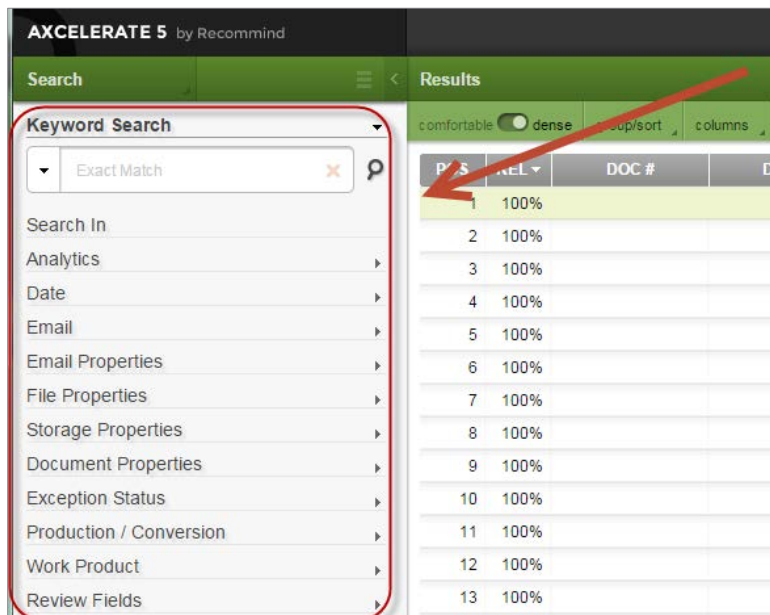 AXCELERATE 5 by Recommind
Search
Keyword Search
Exact Match
Search In
Analytics
Date
Email
Email Properties
File Properties
Storage Properties
Document Properties
Exception Status
Production / Conversion
Work Product
Review Fields
Results
comfortable dense group/sort columns
REL DOC # D
1 100%
2 100%
3 100%
4 100%
5 100%
6 100%
7 100%
8 100%
9 100%
10 100%
11 100%
12 100%
13 100%